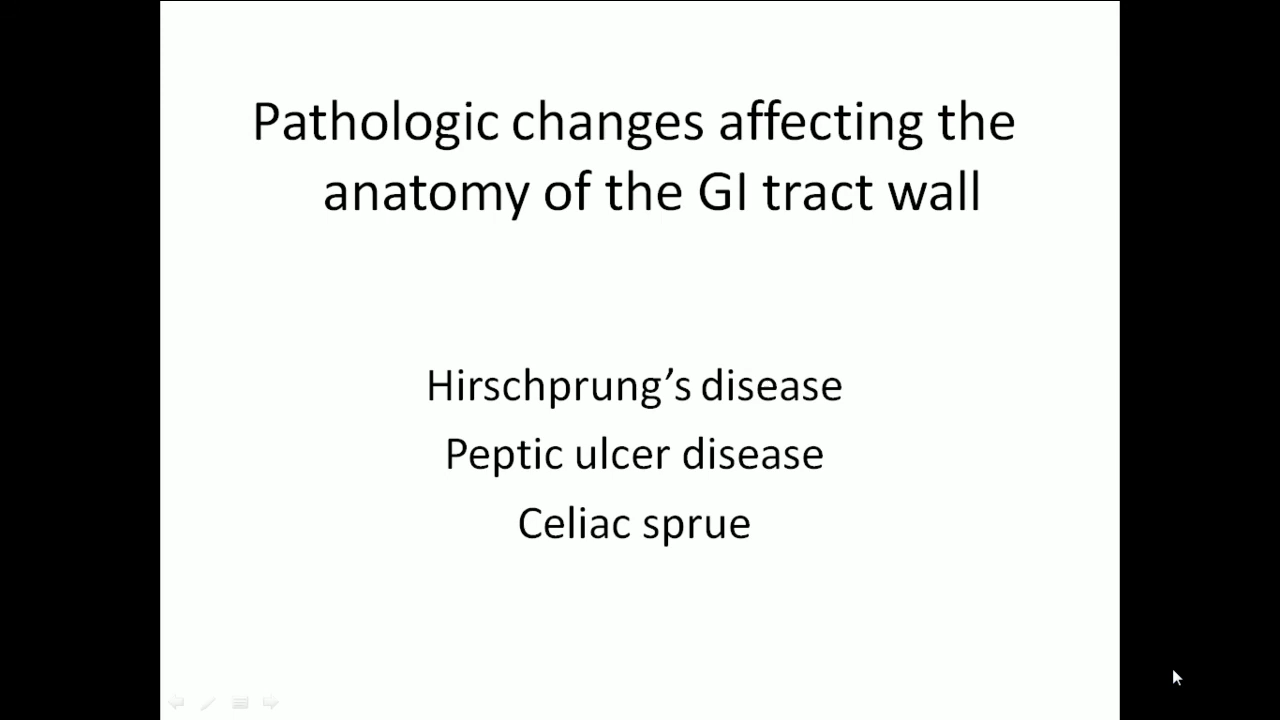 Pathologic changes affecting the
anatomy of the GI tract wall
Hirschprung’s disease
Peptic ulcer disease
Celiac sprue